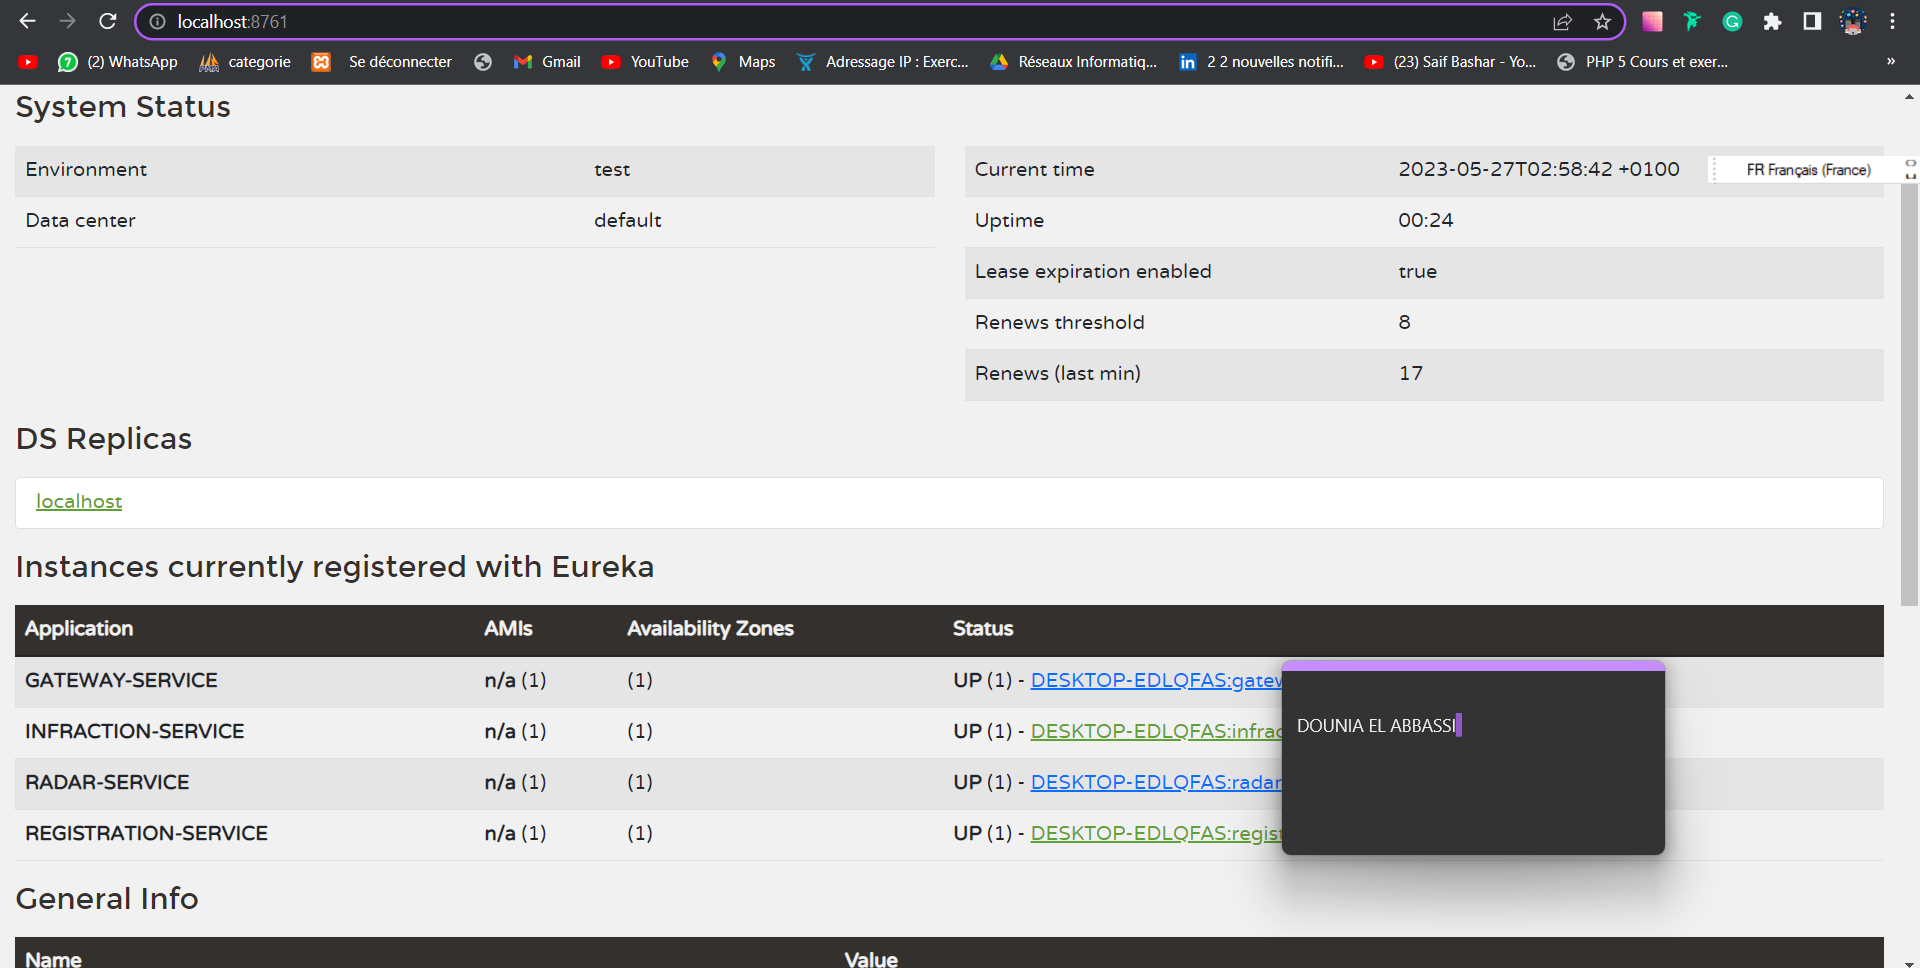 localhost:8761
(2) WhatsApp
categorie
Se déconnecter
Gmail
YouTube
Maps
Adressage IP : Exerc...
Réseaux Informatiq...
2 2 nouvelles notifi...
(23) Saif Bashar - Yo...
PHP 5 Cours et exer...
»
System Status
Environment test
Data center default
Current time 2023-05-27T02:58:42 +0100
FR Français (France)
Uptime 00:24
Lease expiration enabled true
Renews threshold 8
Renews (last min) 17
DS Replicas
localhost
Instances currently registered with Eureka
Application AMIs Availability Zones Status
GATEWAY-SERVICE n/a (1) (1) UP (1) - DESKTOP-EDLQFAS:gatew
INFRACTION-SERVICE n/a (1) (1) UP (1) - DESKTOP-EDLQFAS:infrac
RADAR-SERVICE n/a (1) (1) UP (1) - DESKTOP-EDLQFAS:radar
REGISTRATION-SERVICE n/a (1) (1) UP (1) - DESKTOP-EDLQFAS:regist
DOUNIA EL ABBASSI
General Info
Name Value